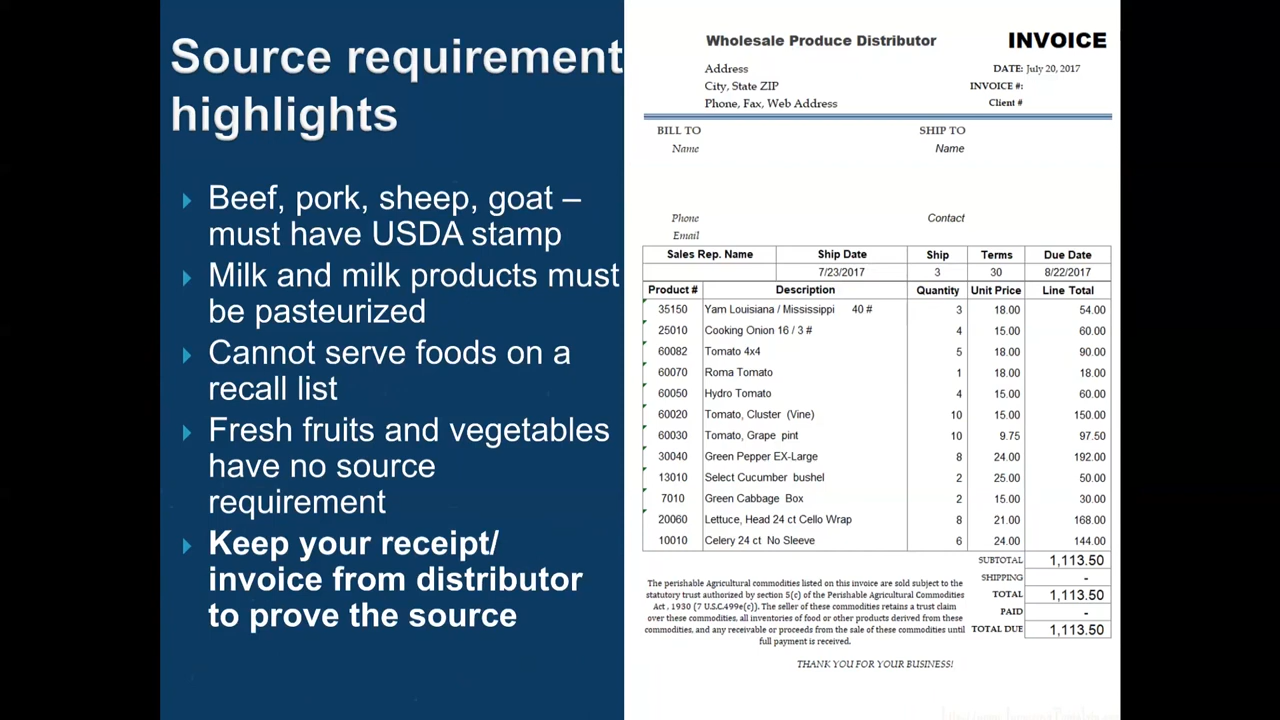 Source requirement
highlights
Beef, pork, sheep, goat –
must have USDA stamp
Milk and milk products must
be pasteurized
Cannot serve foods on a
recall list
Fresh fruits and vegetables
have no source
requirement
Keep your receipt/
invoice from distributor
to prove the source
Wholesale Produce Distributor INVOICE
Address DATE: July 20, 2017
City, State ZIP INVOICE #:
Phone, Fax, Web Address Client #
BILL TO SHIP TO
Name Name
Phone Contact
Email
Sales Rep. Name Ship Date Ship Terms Due Date
7/23/2017 3 30 8/22/2017
Product # Description Quantity Unit Price Line Total
35150 Yam Louisiana / Mississippi 40 # 3 18.00 54.00
25010 Cooking Onion 16 / 3 # 4 15.00 60.00
60082 Tomato 4x4 5 18.00 90.00
60070 Roma Tomato 1 18.00 18.00
60050 Hydro Tomato 4 15.00 60.00
60020 Tomato, Cluster (Vine) 10 15.00 150.00
60030 Tomato, Grape pint 10 9.75 97.50
30040 Green Pepper EX-Large 8 24.00 192.00
13010 Select Cucumber bushel 2 25.00 50.00
7010 Green Cabbage Box 2 15.00 30.00
20060 Lettuce, Head 24 ct Cello Wrap 8 21.00 168.00
10010 Celery 24 ct No Sleeve 6 24.00 144.00
SUBTOTAL 1,113.50
SHIPPING -
TOTAL 1,113.50
PAID -
TOTAL DUE 1,113.50
The perishable Agricultural commodities listed on this invoice are sold subject to the
statutory trust authorized by section 5(c) of the Perishable Agricultural Commodities
Act , 1930 (7 U.S.C.499e(c)). The seller of these commodities retains a trust claim
over these commodities, all inventories of food or other products derived from these
commodities, and any receivable or proceeds from the sale of these commodities until
full payment is received.
THANK YOU FOR YOUR BUSINESS!